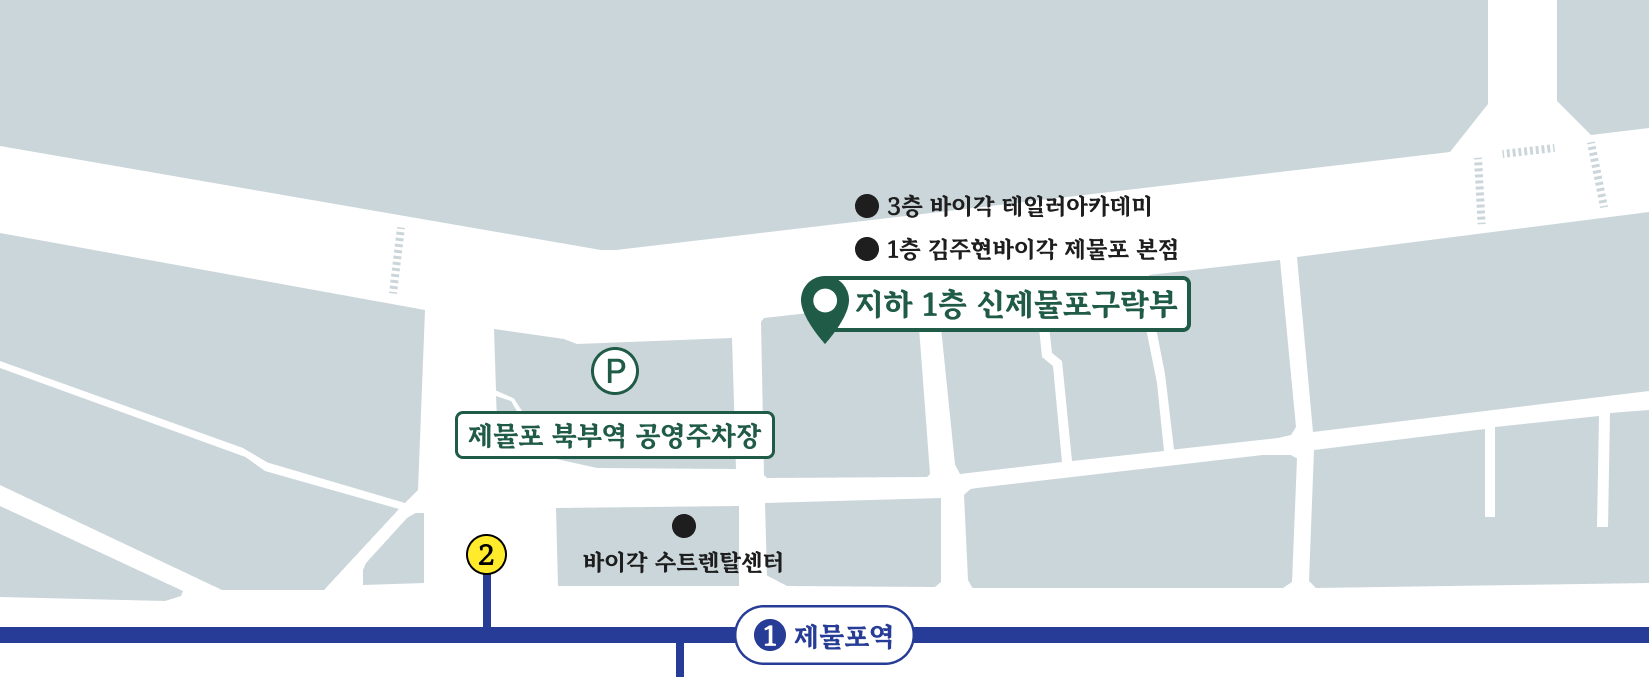 3층 바이각 테일러아카데미
1층 김주현바이각 제물포 본점
지하 1층 신제물포구락부
P
제물포 북부역 공영주차장
바이각 수트렌탈센터
2
1 제물포역